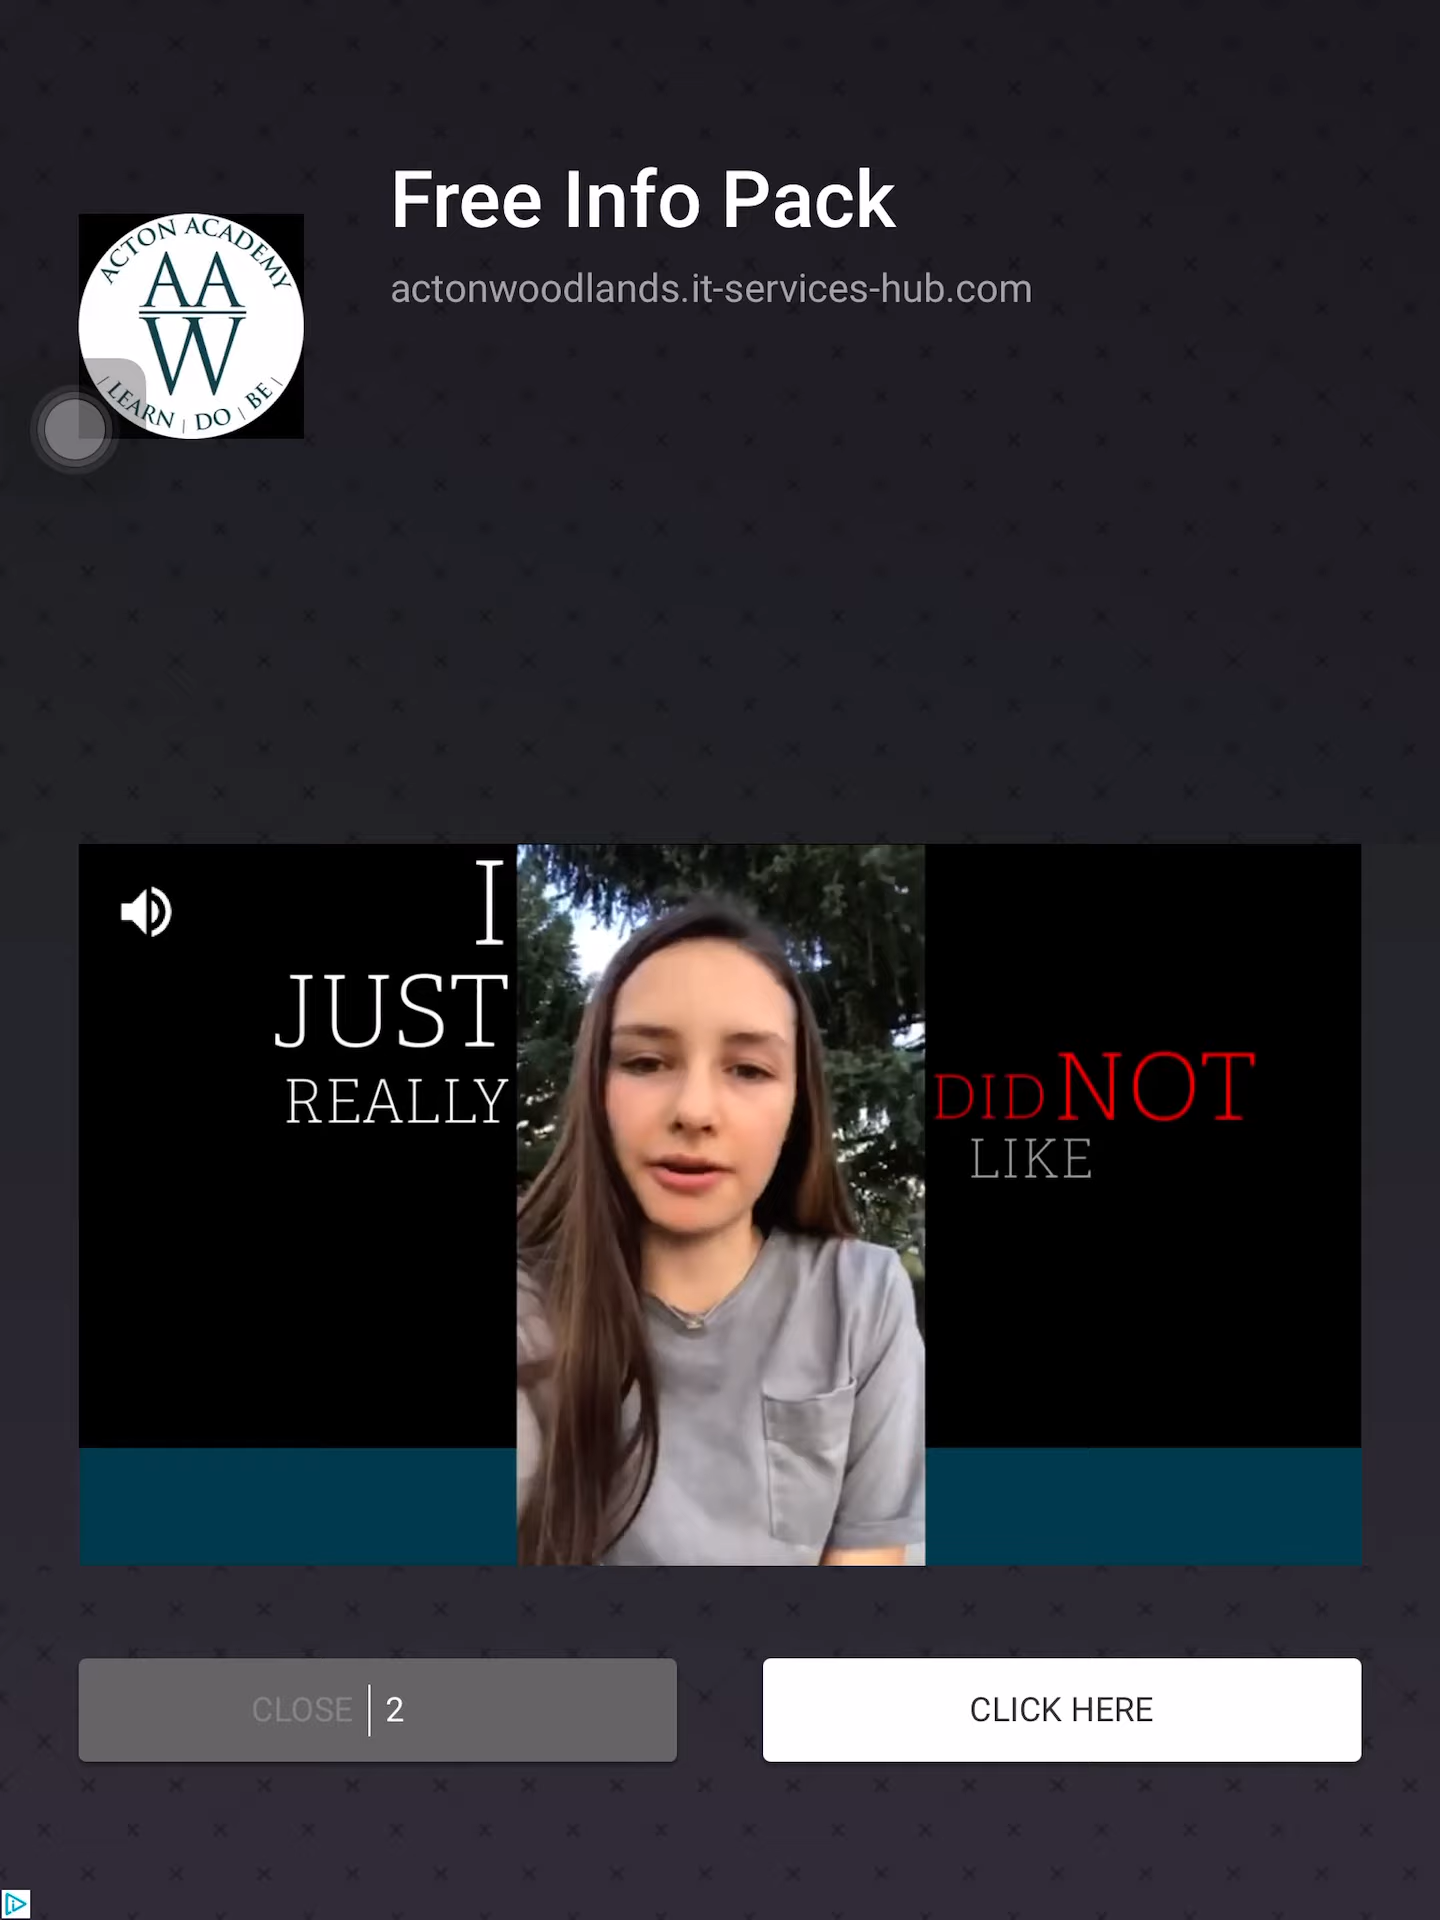 Free Info Pack
actonwoodlands.it-services-hub.com
ACTON ACADEMY
AA
W
| LEARN | DO | BE |
I
JUST
REALLY
DID NOT
LIKE
CLOSE | 2
CLICK HERE